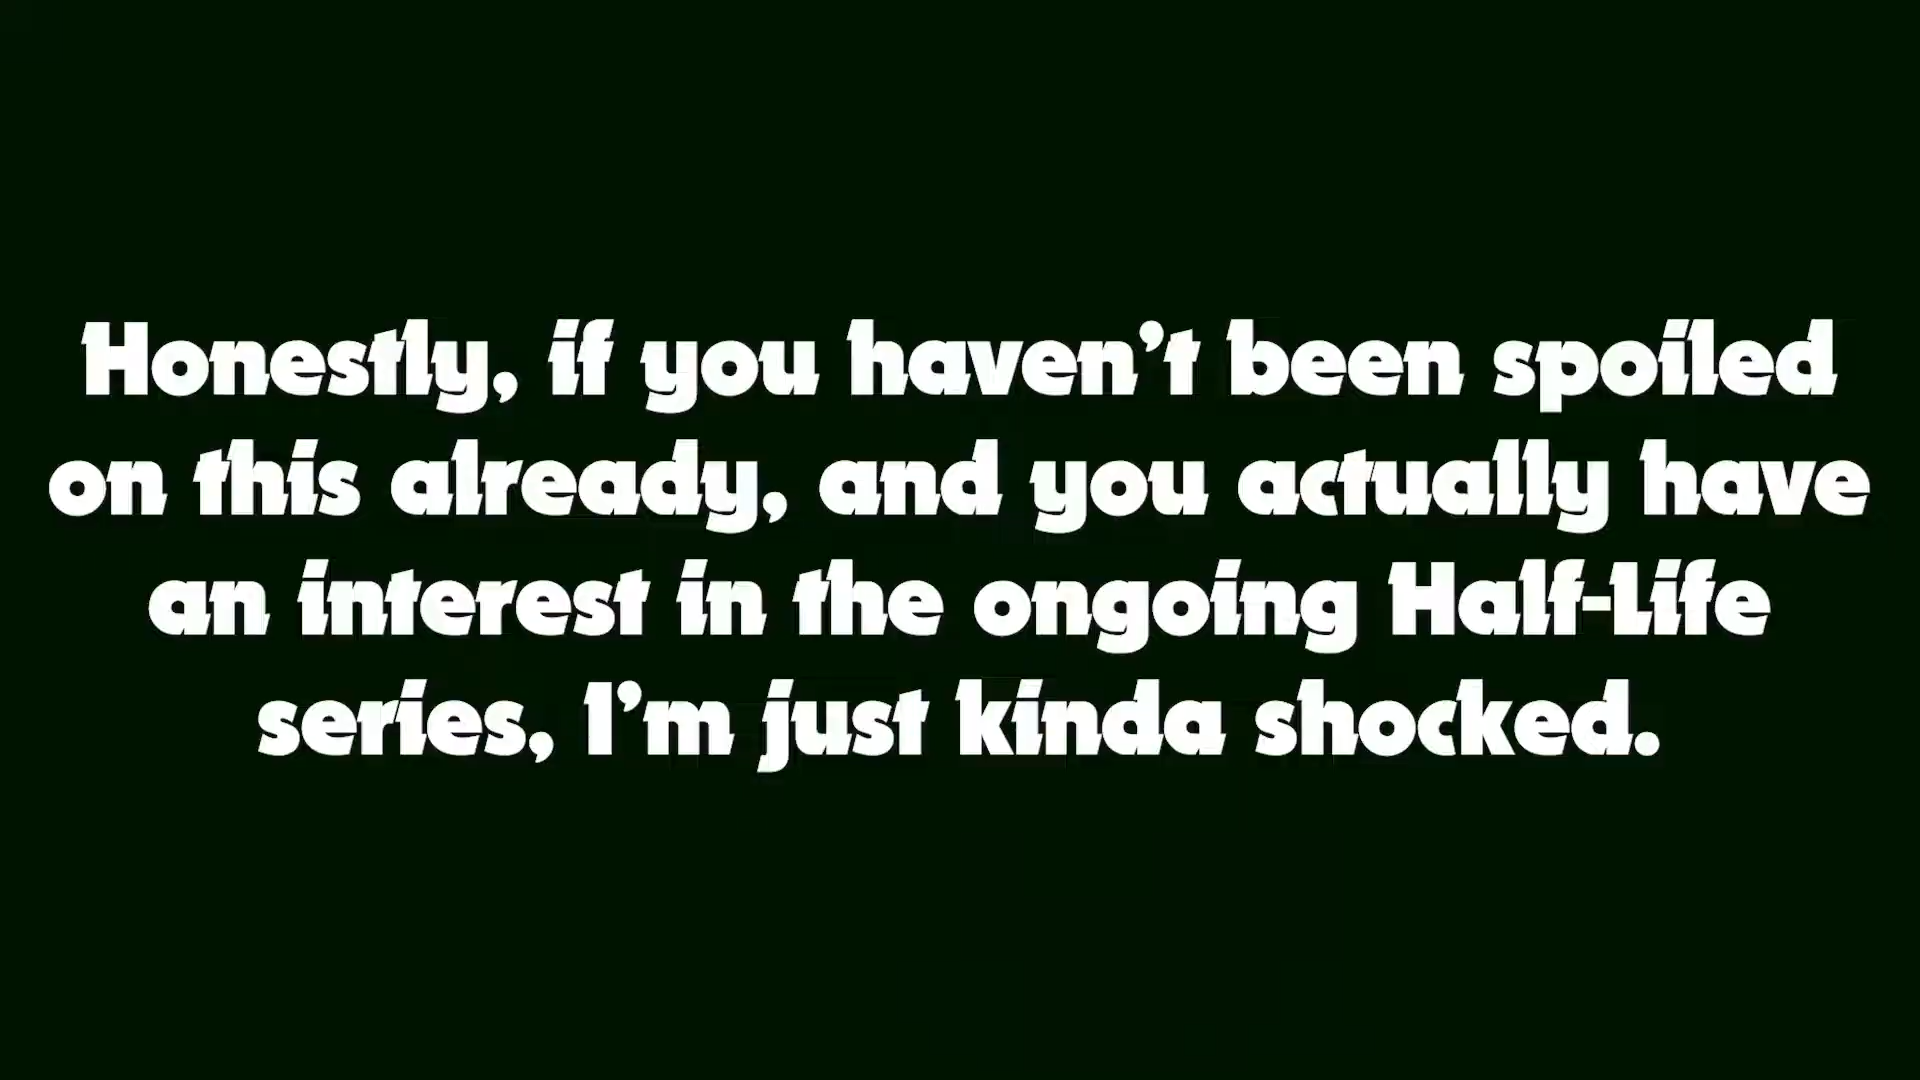 Honestly, if you haven’t been spoiled
on this already, and you actually have
an interest in the ongoing Half-Life
series, I’m just kinda shocked.